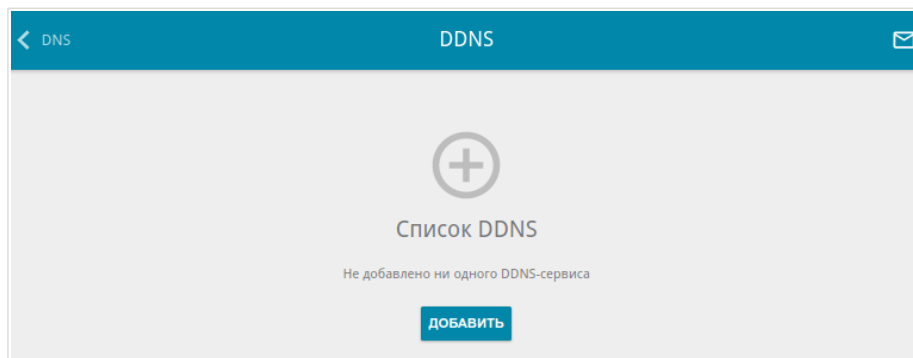 DNS
DDNS
Список DDNS
Не добавлено ни одного DDNS-сервиса
ДОБАВИТЬ